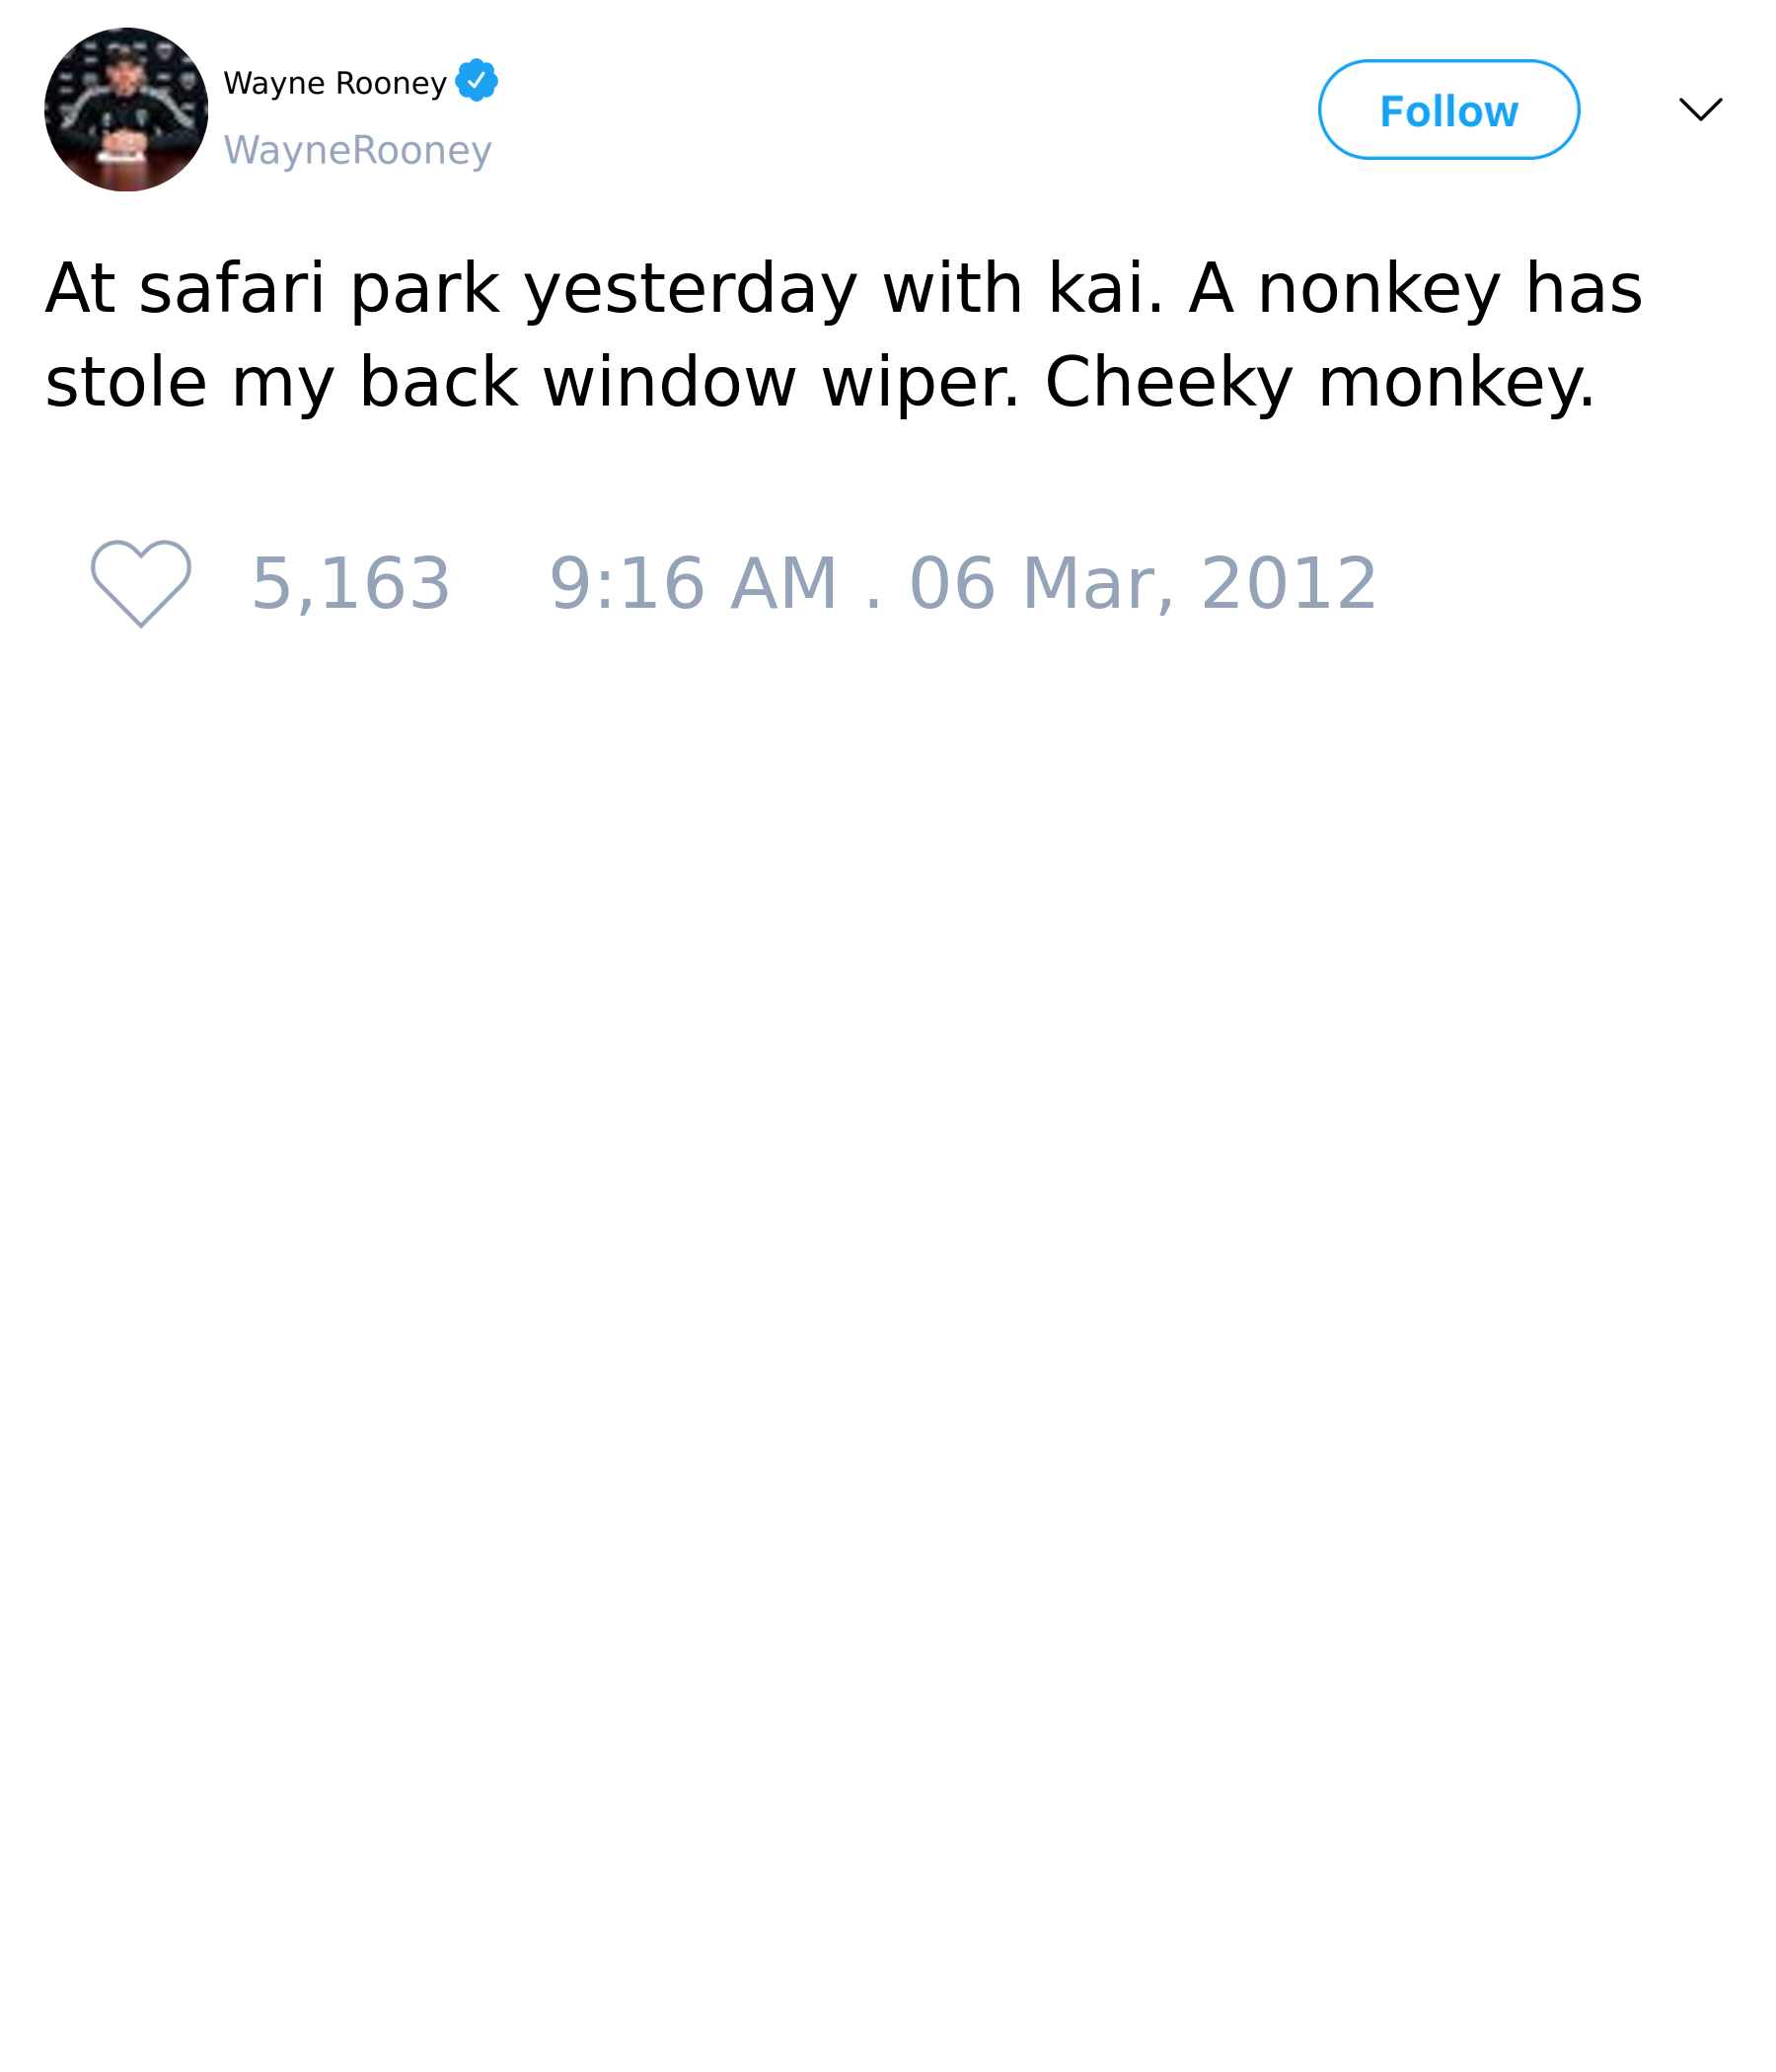 Wayne Rooney
WayneRooney
Follow
At safari park yesterday with kai. A nonkey has
stole my back window wiper. Cheeky monkey.
5,163 9:16 AM . 06 Mar, 2012